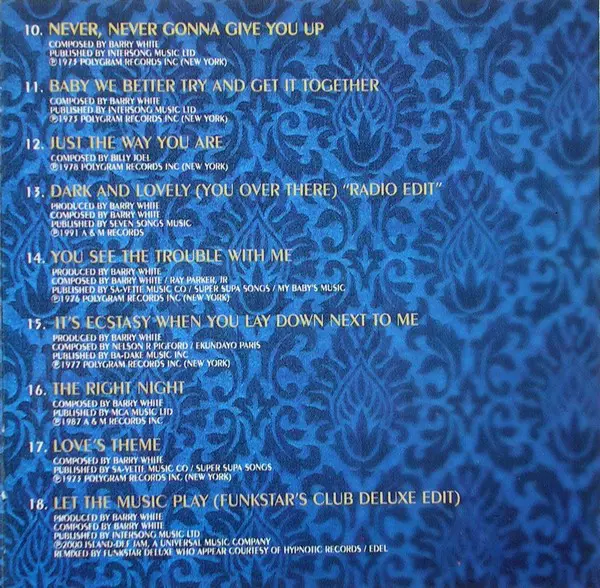 10. NEVER, NEVER GONNA GIVE YOU UP
COMPOSED BY BARRY WHITE
PUBLISHED BY INTERSONG MUSIC LTD
℗1973 POLYGRAM RECORDS INC (NEW YORK)
11. BABY WE BETTER TRY AND GET IT TOGETHER
COMPOSED BY BARRY WHITE
PUBLISHED BY INTERSONG MUSIC LTD
℗1973 POLYGRAM RECORDS INC (NEW YORK)
12. JUST THE WAY YOU ARE
COMPOSED BY BILLY JOEL
℗1978 POLYGRAM RECORDS INC (NEW YORK)
13. DARK AND LOVELY (YOU OVER THERE) "RADIO EDIT"
PRODUCED BY BARRY WHITE
COMPOSED BY BARRY WHITE
PUBLISHED BY SEVEN SONGS MUSIC
℗1991 A & M RECORDS
14. YOU SEE THE TROUBLE WITH ME
PRODUCED BY BARRY WHITE
COMPOSED BY BARRY WHITE / RAY PARKER, JR
PUBLISHED BY SA-VETTE MUSIC CO / SUPER SUPA SONGS / MY BABY'S MUSIC
℗1976 POLYGRAM RECORDS INC (NEW YORK)
15. IT'S ECSTASY WHEN YOU LAY DOWN NEXT TO ME
PRODUCED BY BARRY WHITE
COMPOSED BY NELSON R PIGFORD / EKUNDAYO PARIS
PUBLISHED BY BA-DAKE MUSIC INC
℗1977 POLYGRAM RECORDS INC (NEW YORK)
16. THE RIGHT NIGHT
COMPOSED BY BARRY WHITE
PUBLISHED BY MCA MUSIC LTD
℗1987 A & M RECORDS INC
17. LOVE'S THEME
COMPOSED BY BARRY WHITE
PUBLISHED BY SA-VETTE MUSIC CO / SUPER SUPA SONGS
℗1973 POLYGRAM RECORDS INC (NEW YORK)
18. LET THE MUSIC PLAY (FUNKSTAR'S CLUB DELUXE EDIT)
PRODUCED BY BARRY WHITE
COMPOSED BY BARRY WHITE
PUBLISHED BY INTERSONG MUSIC LTD
℗2000 ISLAND-DEF JAM, A UNIVERSAL MUSIC COMPANY
REMIXED BY FUNKSTAR DELUXE WHO APPEAR COURTESY OF HYPNOTIC RECORDS / EDEL